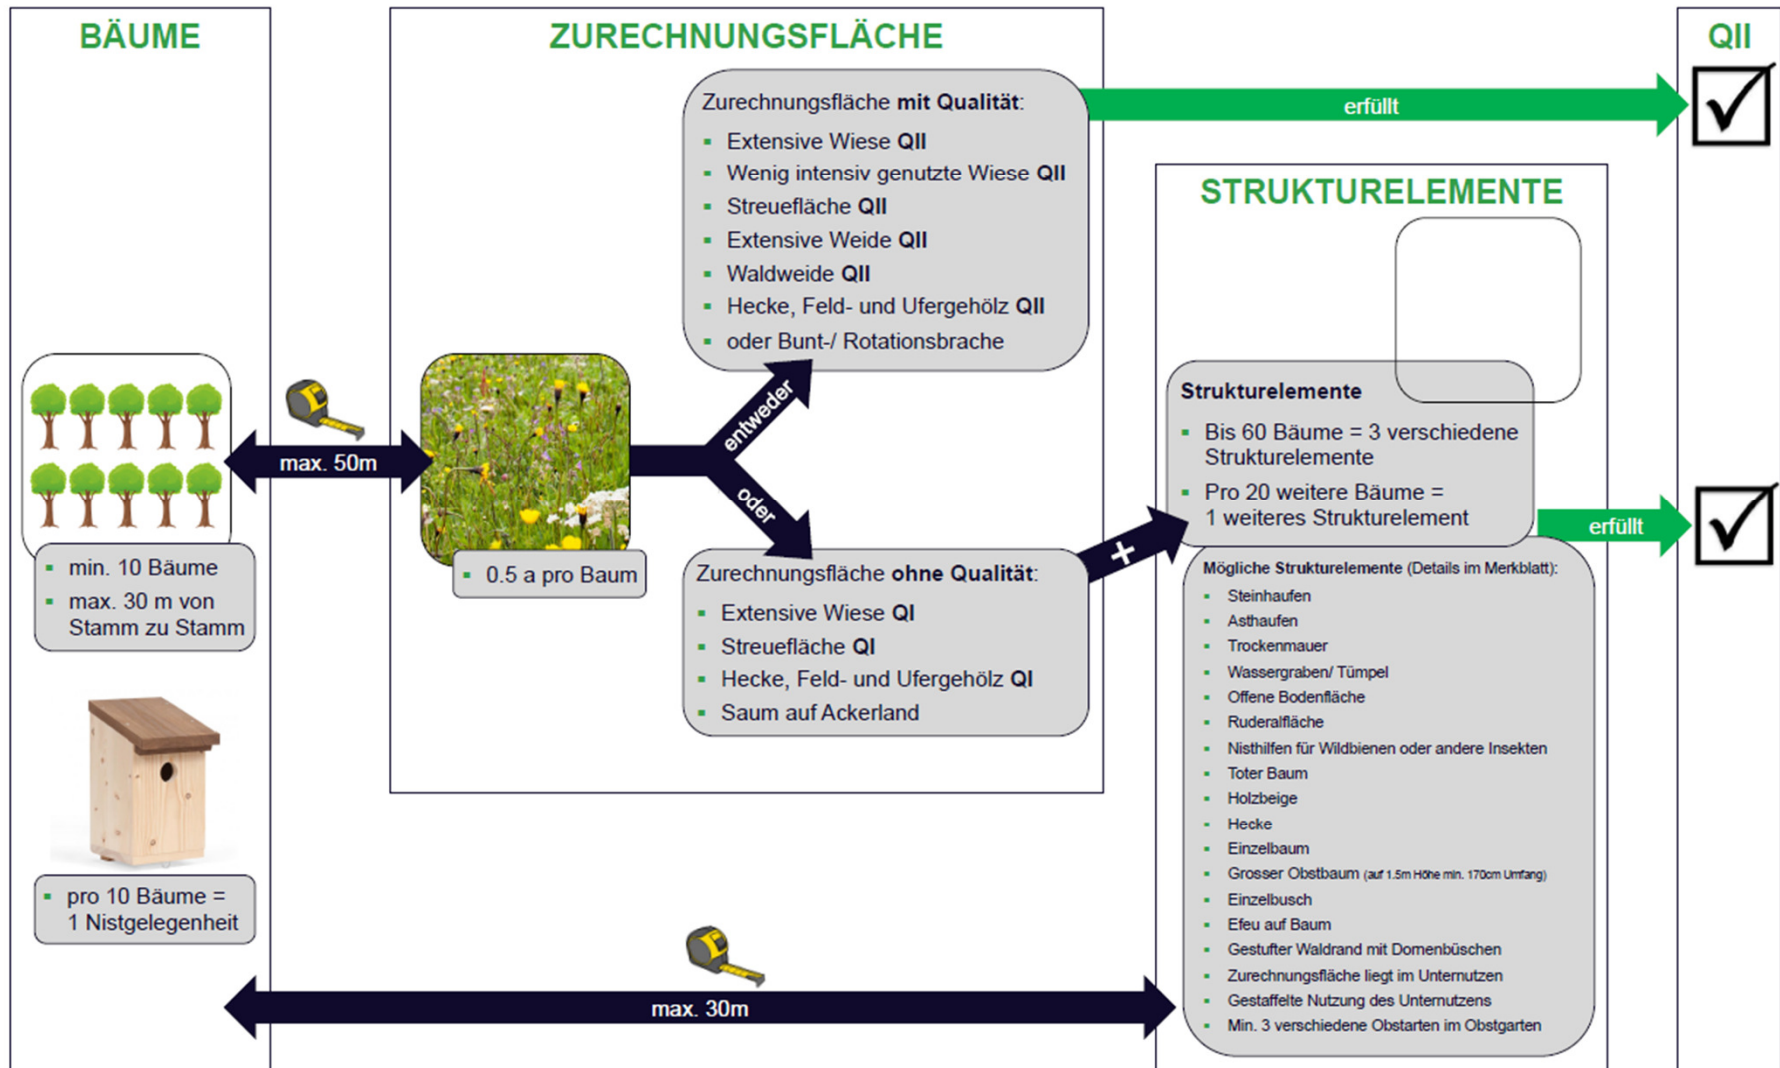 BÄUME
max. 50m
min. 10 Bäume
max. 30 m von
Stamm zu Stamm
pro 10 Bäume =
1 Nistgelegenheit
ZURECHNUNGSFLÄCHE
0.5 a pro Baum
entweder
oder
Zurechnungsfläche mit Qualität:
Extensive Wiese QII
Wenig intensiv genutzte Wiese QII
Streuefläche QII
Extensive Weide QII
Waldweide QII
Hecke, Feld- und Ufergehölz QII
oder Bunt-/ Rotationsbrache
erfüllt
Zurechnungsfläche ohne Qualität:
Extensive Wiese QI
Streuefläche QI
Hecke, Feld- und Ufergehölz QI
Saum auf Ackerland
+
max. 30m
STRUKTURELEMENTE
Strukturelemente
Bis 60 Bäume = 3 verschiedene
Strukturelemente
Pro 20 weitere Bäume =
1 weiteres Strukturelement
erfüllt
Mögliche Strukturelemente (Details im Merkblatt):
Steinhaufen
Asthaufen
Trockenmauer
Wassergraben/ Tümpel
Offene Bodenfläche
Ruderalfläche
Nisthilfen für Wildbienen oder andere Insekten
Toter Baum
Holzbeige
Hecke
Einzelbaum
Grosser Obstbaum (auf 1.5m Höhe min. 170cm Umfang)
Einzelbusch
Efeu auf Baum
Gestufter Waldrand mit Dornenbüschen
Zurechnungsfläche liegt im Unternutzen
Gestaffelte Nutzung des Unternutzens
Min. 3 verschiedene Obstarten im Obstgarten
QII